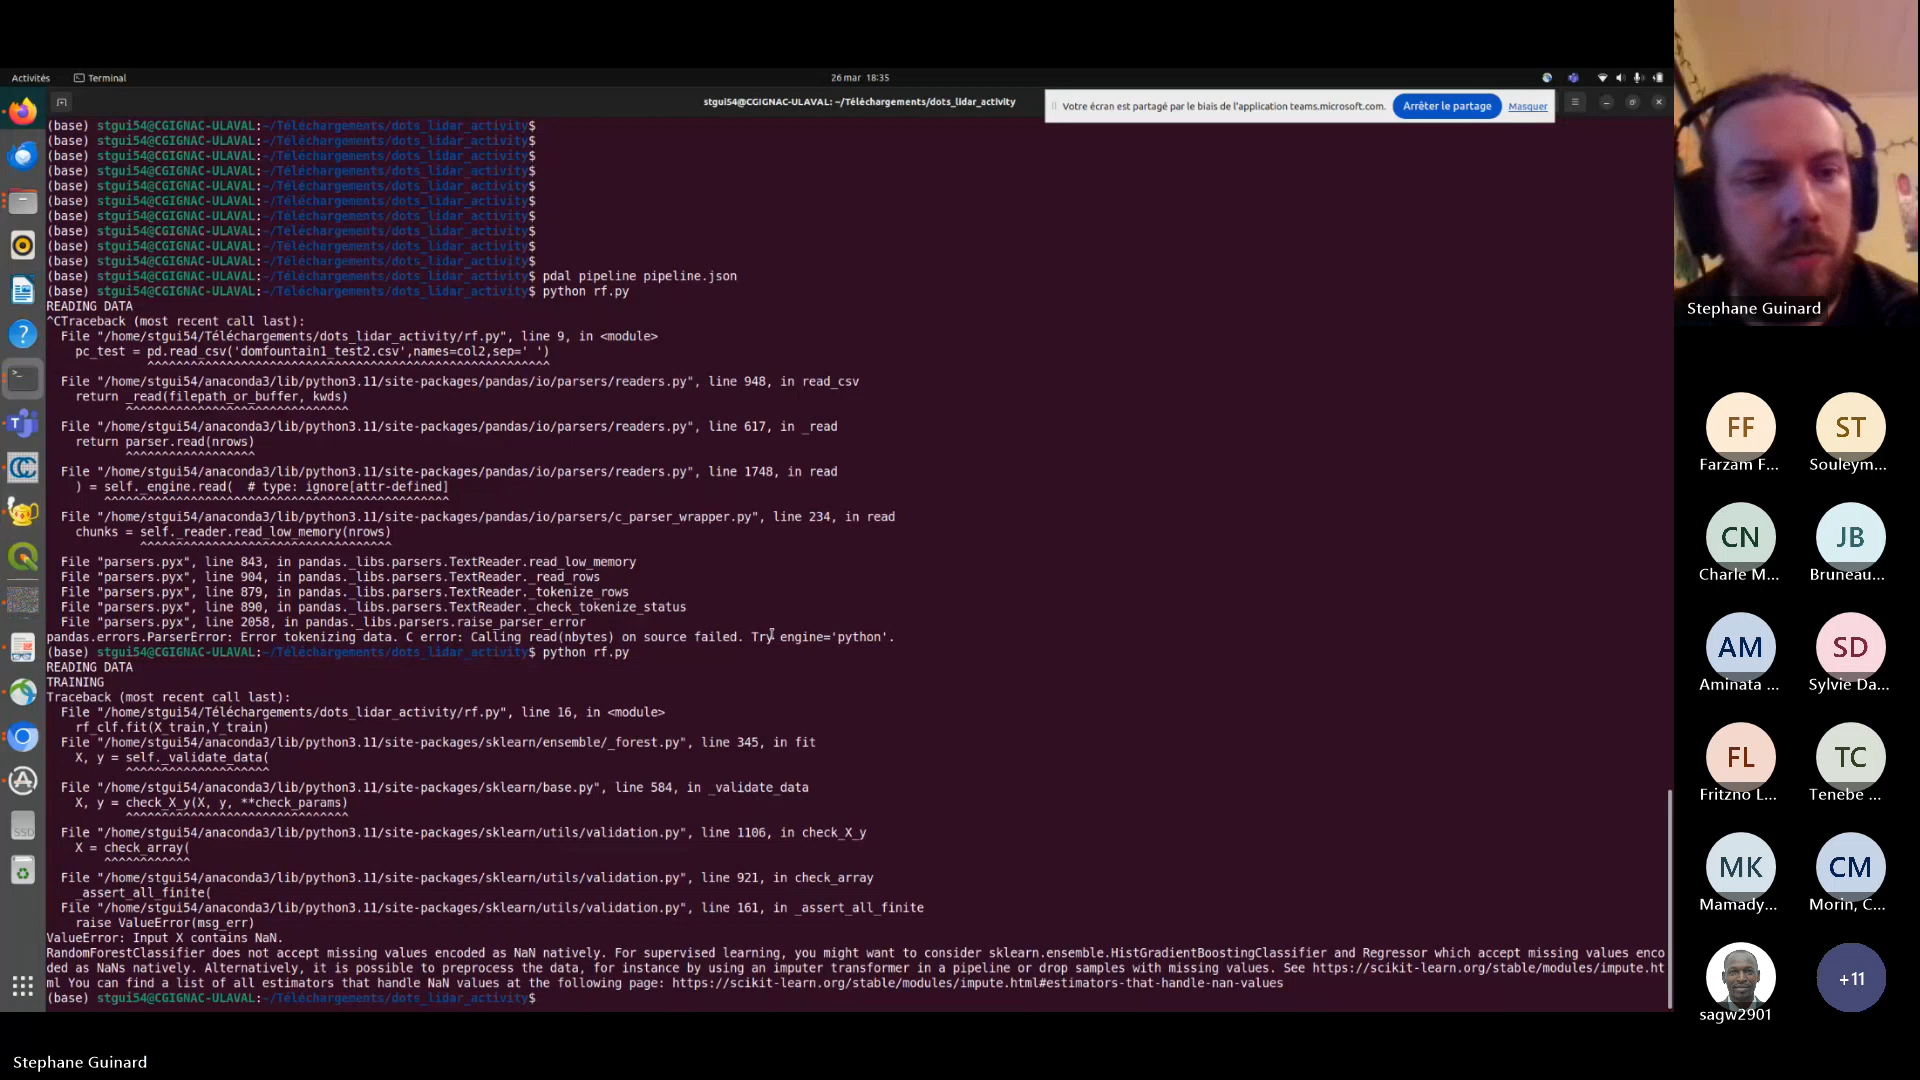 Activités
Terminal
26 mar 18:35
stgui54@CGIGNAC-ULAVAL: ~/Téléchargements/dots_lidar_activity
Votre écran est partagé par le biais de l'application teams.microsoft.com.
Arrêter le partage
Masquer
(base) stgui54@CGIGNAC-ULAVAL:~/Téléchargements/dots_lidar_activity$
(base) stgui54@CGIGNAC-ULAVAL:~/Téléchargements/dots_lidar_activity$
(base) stgui54@CGIGNAC-ULAVAL:~/Téléchargements/dots_lidar_activity$
(base) stgui54@CGIGNAC-ULAVAL:~/Téléchargements/dots_lidar_activity$
(base) stgui54@CGIGNAC-ULAVAL:~/Téléchargements/dots_lidar_activity$
(base) stgui54@CGIGNAC-ULAVAL:~/Téléchargements/dots_lidar_activity$
(base) stgui54@CGIGNAC-ULAVAL:~/Téléchargements/dots_lidar_activity$
(base) stgui54@CGIGNAC-ULAVAL:~/Téléchargements/dots_lidar_activity$
(base) stgui54@CGIGNAC-ULAVAL:~/Téléchargements/dots_lidar_activity$
(base) stgui54@CGIGNAC-ULAVAL:~/Téléchargements/dots_lidar_activity$
(base) stgui54@CGIGNAC-ULAVAL:~/Téléchargements/dots_lidar_activity$ pdal pipeline pipeline.json
(base) stgui54@CGIGNAC-ULAVAL:~/Téléchargements/dots_lidar_activity$ python rf.py
READING DATA
^CTraceback (most recent call last):
File "/home/stgui54/Téléchargements/dots_lidar_activity/rf.py", line 9, in <module>
pc_test = pd.read_csv('domfountain1_test2.csv',names=col2,sep=' ')
^^^^^^^^^^^^^^^^^^^^^^^^^^^^^^^^^^^^^^^^^^^^^^^^^^^^^^^^
File "/home/stgui54/anaconda3/lib/python3.11/site-packages/pandas/io/parsers/readers.py", line 948, in read_csv
return _read(filepath_or_buffer, kwds)
^^^^^^^^^^^^^^^^^^^^^^^^^^^^^^^
File "/home/stgui54/anaconda3/lib/python3.11/site-packages/pandas/io/parsers/readers.py", line 617, in _read
return parser.read(nrows)
^^^^^^^^^^^^^^^^^^
File "/home/stgui54/anaconda3/lib/python3.11/site-packages/pandas/io/parsers/readers.py", line 1748, in read
) = self._engine.read(  # type: ignore[attr-defined]
^^^^^^^^^^^^^^^^^^^^^^^^^^^^^^^^^^^^^^^^^^^^^^^^
File "/home/stgui54/anaconda3/lib/python3.11/site-packages/pandas/io/parsers/c_parser_wrapper.py", line 234, in read
chunks = self._reader.read_low_memory(nrows)
^^^^^^^^^^^^^^^^^^^^^^^^^^^^^^^^^^^
File "parsers.pyx", line 843, in pandas._libs.parsers.TextReader.read_low_memory
File "parsers.pyx", line 904, in pandas._libs.parsers.TextReader._read_rows
File "parsers.pyx", line 879, in pandas._libs.parsers.TextReader._tokenize_rows
File "parsers.pyx", line 890, in pandas._libs.parsers.TextReader._check_tokenize_status
File "parsers.pyx", line 2058, in pandas._libs.parsers.raise_parser_error
pandas.errors.ParserError: Error tokenizing data. C error: Calling read(nbytes) on source failed. Try engine='python'.
(base) stgui54@CGIGNAC-ULAVAL:~/Téléchargements/dots_lidar_activity$ python rf.py
READING DATA
TRAINING
Traceback (most recent call last):
File "/home/stgui54/Téléchargements/dots_lidar_activity/rf.py", line 16, in <module>
rf_clf.fit(X_train,Y_train)
File "/home/stgui54/anaconda3/lib/python3.11/site-packages/sklearn/ensemble/_forest.py", line 345, in fit
X, y = self._validate_data(
^^^^^^^^^^^^^^^^^^^^
File "/home/stgui54/anaconda3/lib/python3.11/site-packages/sklearn/base.py", line 584, in _validate_data
X, y = check_X_y(X, y, **check_params)
^^^^^^^^^^^^^^^^^^^^^^^^^^^^^^^
File "/home/stgui54/anaconda3/lib/python3.11/site-packages/sklearn/utils/validation.py", line 1106, in check_X_y
X = check_array(
^^^^^^^^^^^^
File "/home/stgui54/anaconda3/lib/python3.11/site-packages/sklearn/utils/validation.py", line 921, in check_array
_assert_all_finite(
File "/home/stgui54/anaconda3/lib/python3.11/site-packages/sklearn/utils/validation.py", line 161, in _assert_all_finite
raise ValueError(msg_err)
ValueError: Input X contains NaN.
RandomForestClassifier does not accept missing values encoded as NaN natively. For supervised learning, you might want to consider sklearn.ensemble.HistGradientBoostingClassifier and Regressor which accept missing values enco
ded as NaNs natively. Alternatively, it is possible to preprocess the data, for instance by using an imputer transformer in a pipeline or drop samples with missing values. See https://scikit-learn.org/stable/modules/impute.ht
ml You can find a list of all estimators that handle NaN values at the following page: https://scikit-learn.org/stable/modules/impute.html#estimators-that-handle-nan-values
(base) stgui54@CGIGNAC-ULAVAL:~/Téléchargements/dots_lidar_activity$
SSD
Stephane Guinard
FF
Farzam F...
ST
Souleym...
CN
Charle M...
JB
Bruneau...
AM
Aminata ...
SD
Sylvie Da...
FL
Fritzno L...
TC
Tenebe ...
MK
Mamady...
CM
Morin, C...
sagw2901
+11
Stephane Guinard